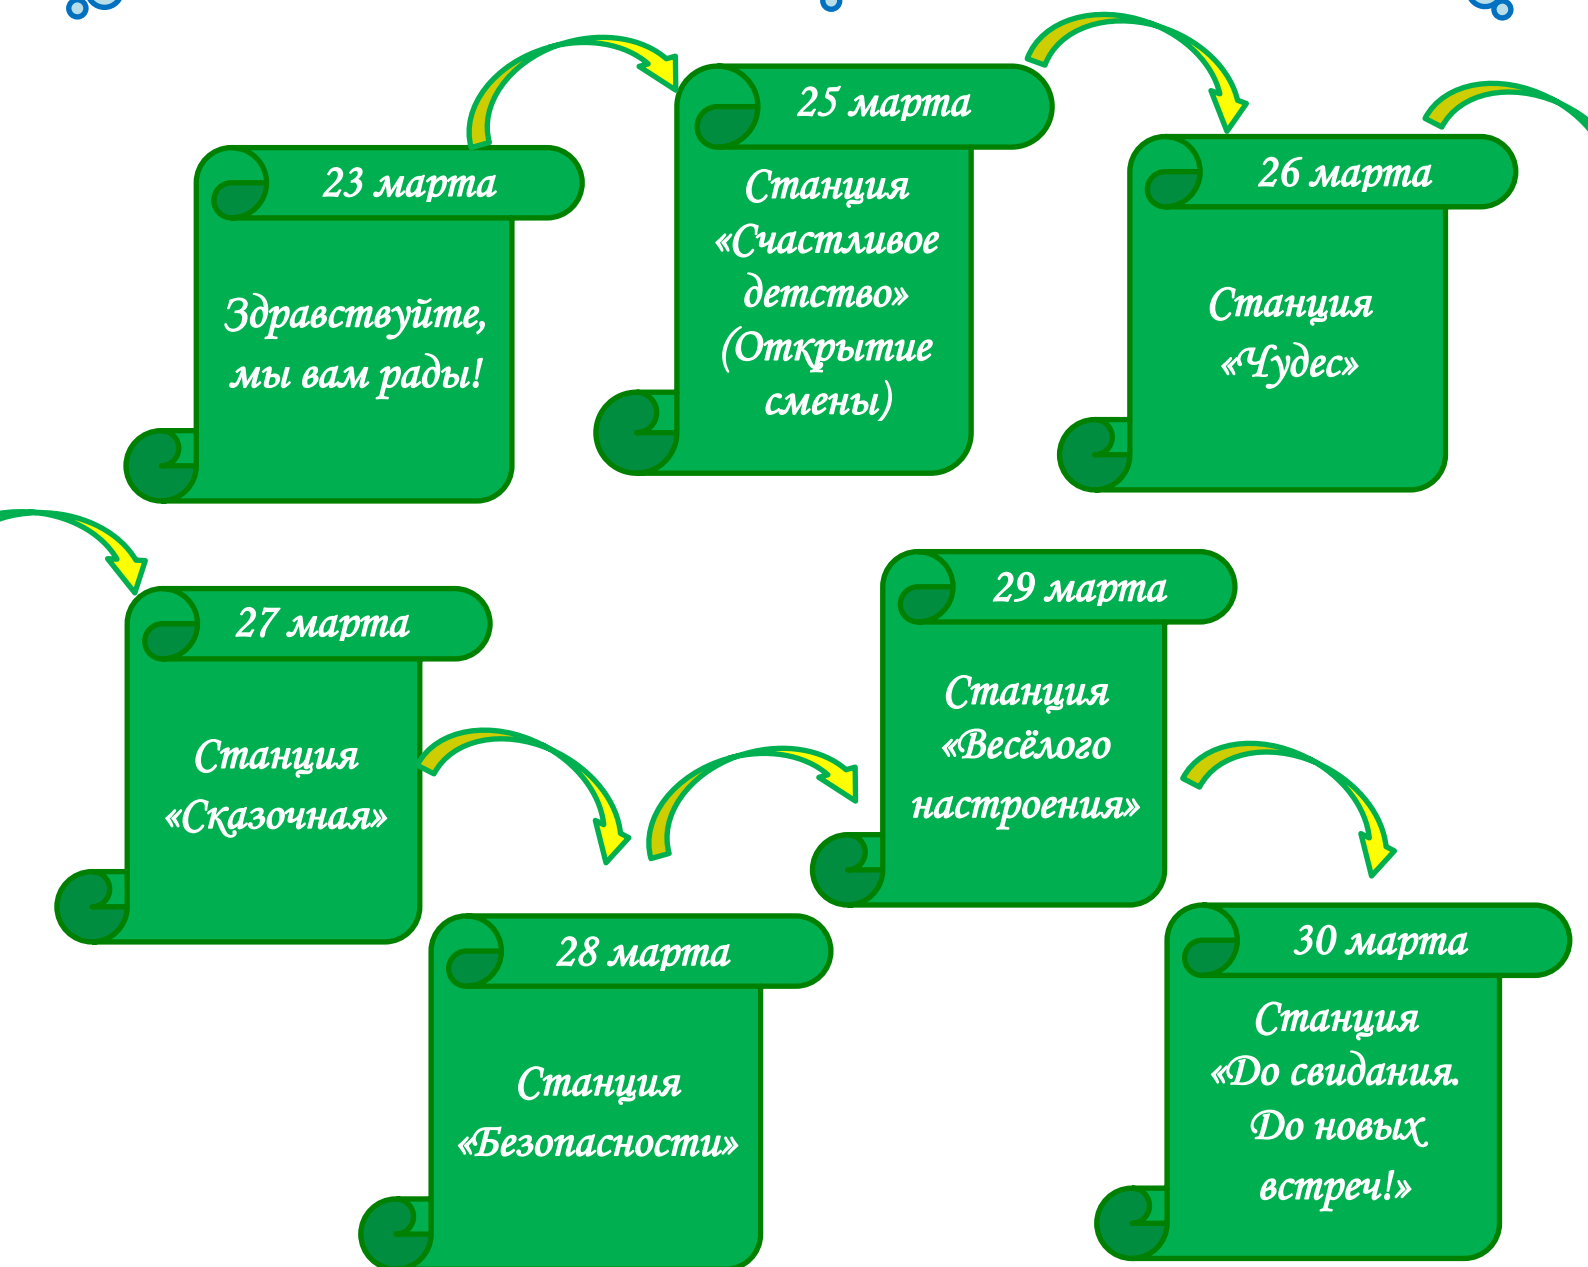 23 марта
Здравствуйте,
мы вам рады!
25 марта
Станция
«Счастливое
детство»
(Открытие
смены)
26 марта
Станция
«Чудес»
27 марта
Станция
«Сказочная»
28 марта
Станция
«Безопасности»
29 марта
Станция
«Весёлого
настроения»
30 марта
Станция
«До свидания.
До новых
встреч!»